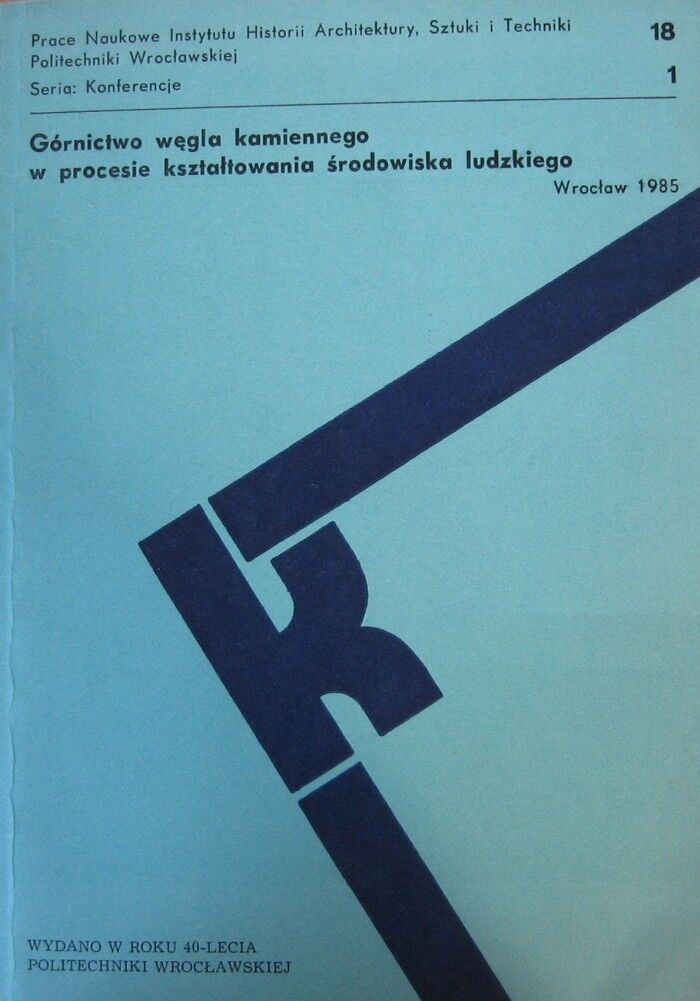 Prace Naukowe Instytutu Historii Architektury, Sztuki i Techniki
Politechniki Wrocławskiej
18
Seria: Konferencje
1
Górnictwo węgla kamiennego
w procesie kształtowania środowiska ludzkiego
Wrocław 1985
k
WYDANO W ROKU 40-LECIA
POLITECHNIKI WROCŁAWSKIEJ